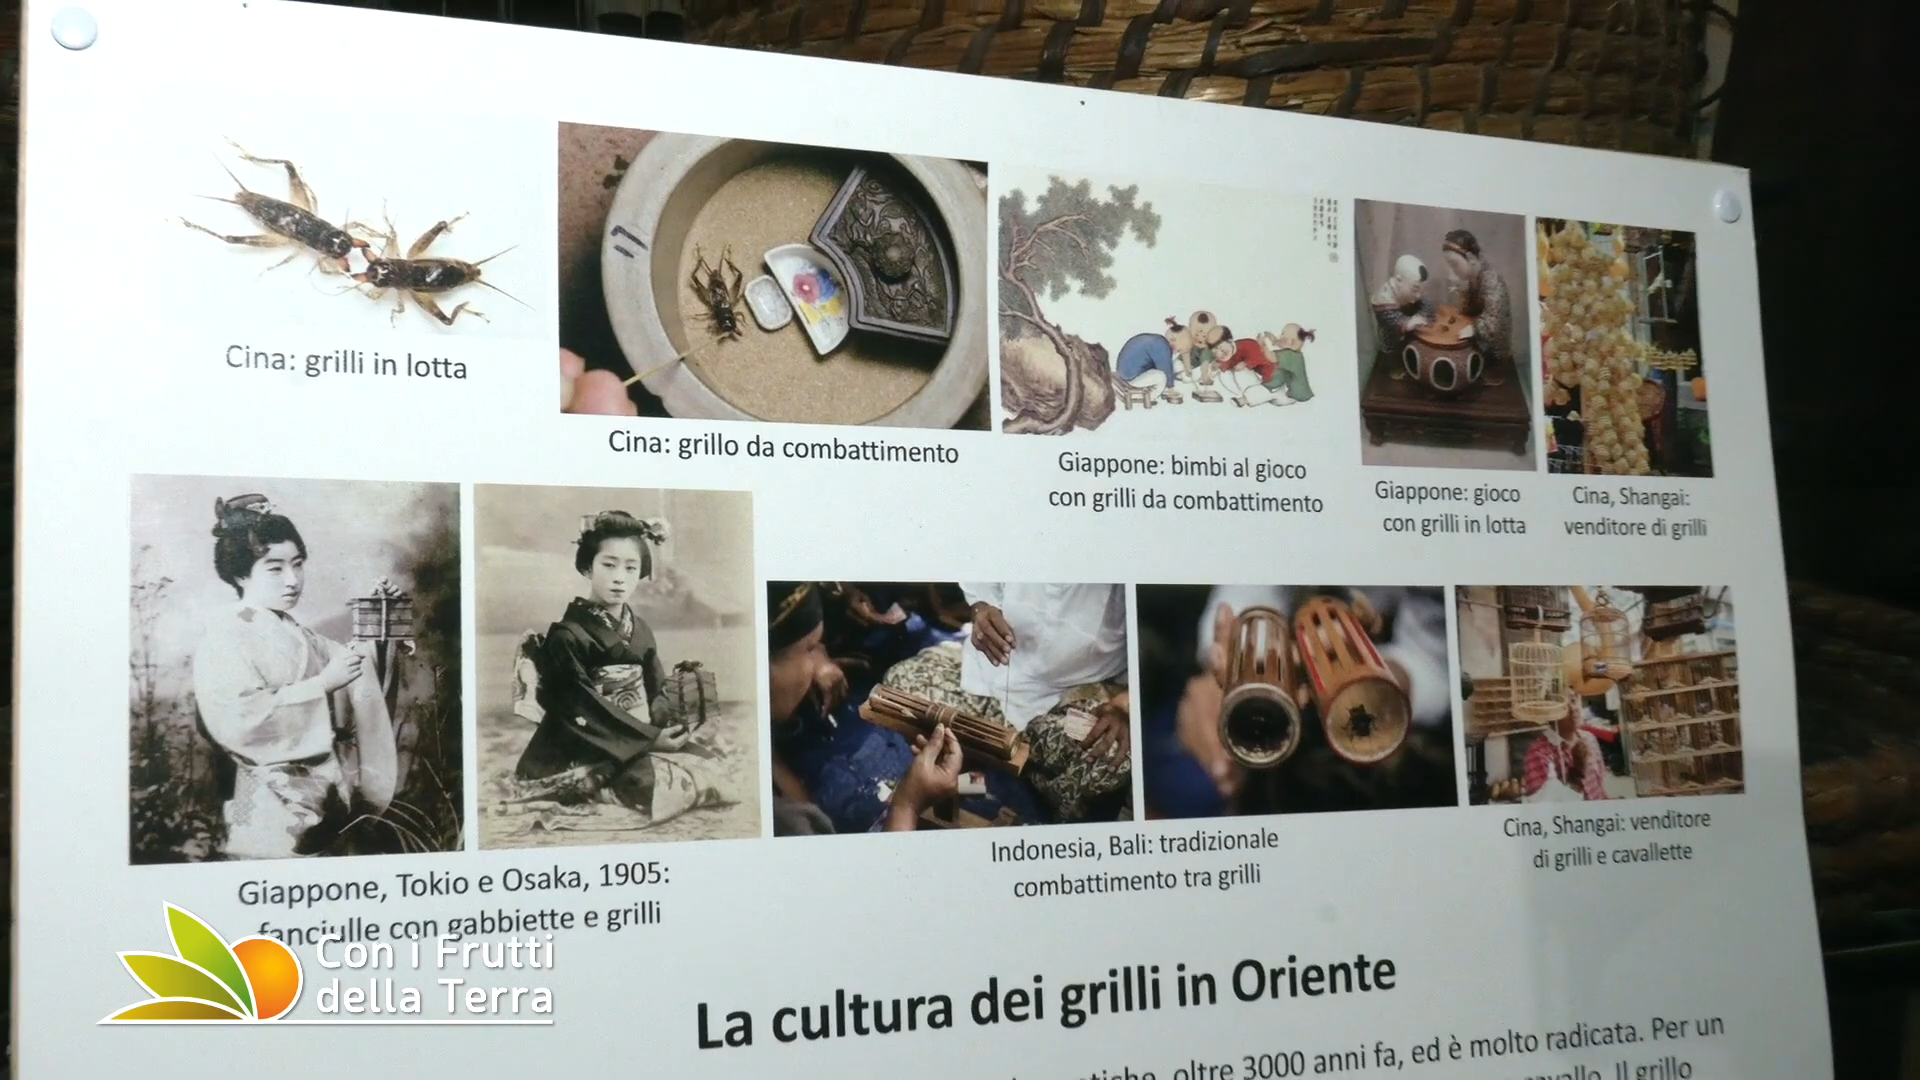 Cina: grilli in lotta
Cina: grillo da combattimento
Giappone: bimbi al gioco
con grilli da combattimento
Giappone: gioco
con grilli in lotta
Cina, Shangai:
venditore di grilli
Giappone, Tokio e Osaka, 1905:
fanciulle con gabbiette e grilli
Indonesia, Bali: tradizionale
combattimento tra grilli
Cina, Shangai: venditore
di grilli e cavallette
La cultura dei grilli in Oriente
oltre 3000 anni fa, ed è molto radicata. Per un
Il grillo
Con i Frutti
della Terra